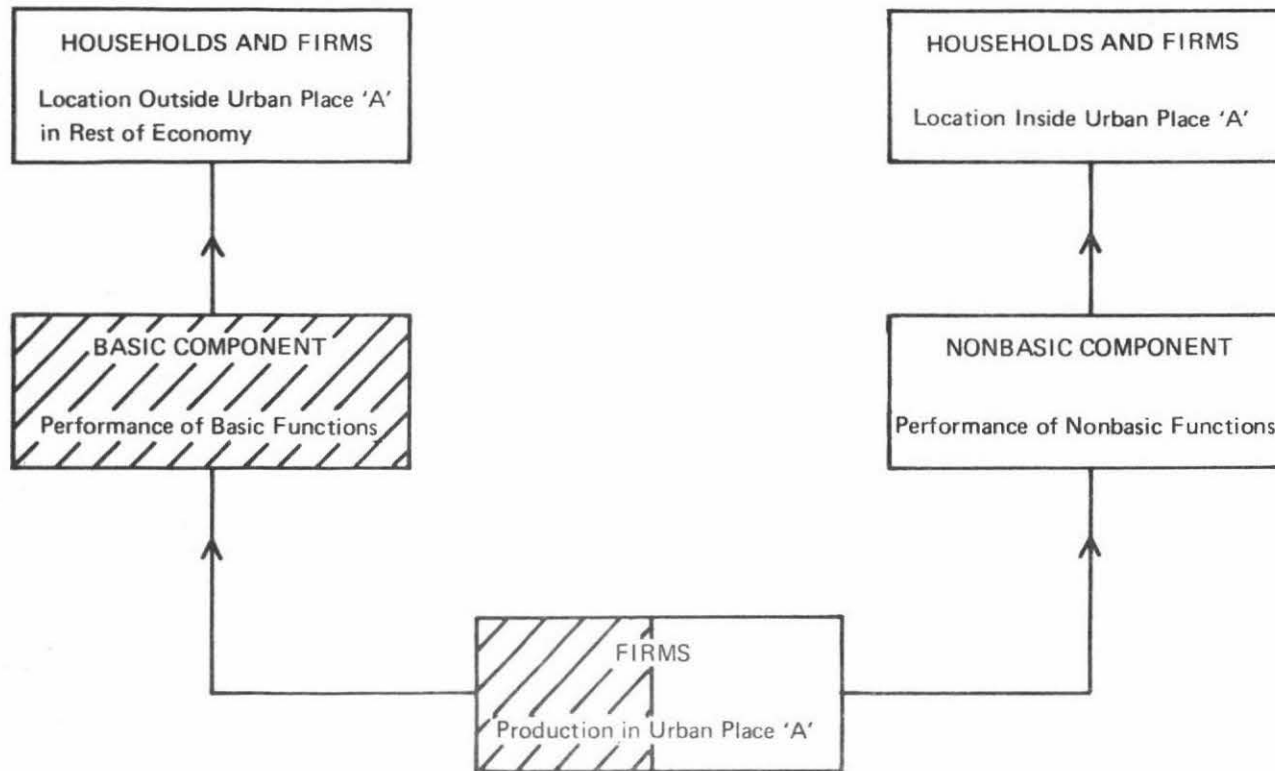 HOUSEHOLDS AND FIRMS
Location Outside Urban Place 'A'
in Rest of Economy
HOUSEHOLDS AND FIRMS
Location Inside Urban Place 'A'
BASIC COMPONENT
Performance of Basic Functions
NONBASIC COMPONENT
Performance of Nonbasic Functions
FIRMS
Production in Urban Place 'A'